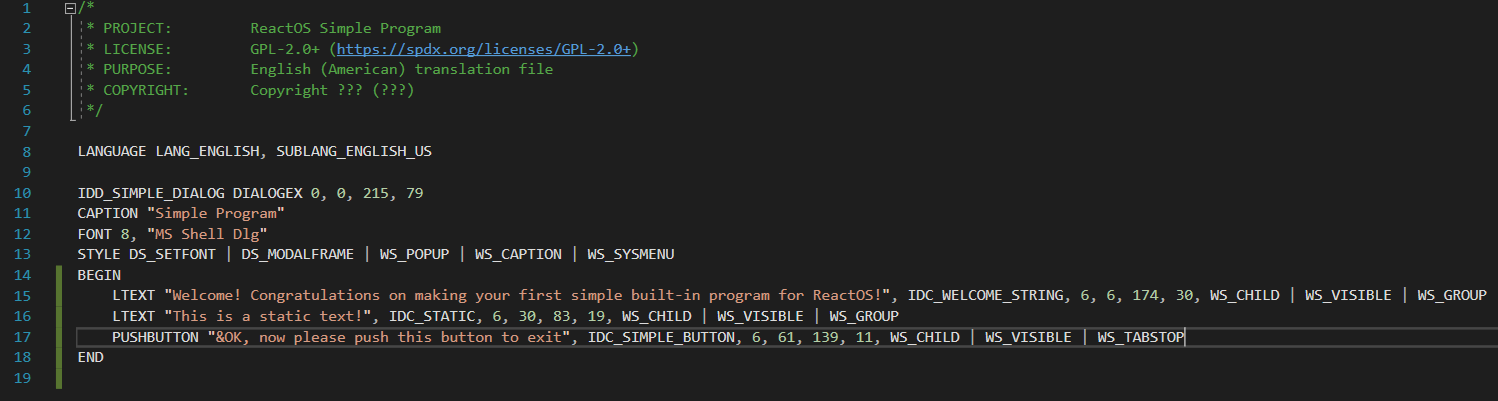 1 /*
2 * PROJECT: ReactOS Simple Program
3 * LICENSE: GPL-2.0+ (https://spdx.org/licenses/GPL-2.0+)
4 * PURPOSE: English (American) translation file
5 * COPYRIGHT: Copyright ??? (???)
6 */
7
8 LANGUAGE LANG_ENGLISH, SUBLANG_ENGLISH_US
9
10 IDD_SIMPLE_DIALOG DIALOGEX 0, 0, 215, 79
11 CAPTION "Simple Program"
12 FONT 8, "MS Shell Dlg"
13 STYLE DS_SETFONT | DS_MODALFRAME | WS_POPUP | WS_CAPTION | WS_SYSMENU
14 BEGIN
15 LTEXT "Welcome! Congratulations on making your first simple built-in program for ReactOS!", IDC_WELCOME_STRING, 6, 6, 174, 30, WS_CHILD | WS_VISIBLE | WS_GROUP
16 LTEXT "This is a static text!", IDC_STATIC, 6, 30, 83, 19, WS_CHILD | WS_VISIBLE | WS_GROUP
17 PUSHBUTTON "&OK, now please push this button to exit", IDC_SIMPLE_BUTTON, 6, 61, 139, 11, WS_CHILD | WS_VISIBLE | WS_TABSTOP
18 END
19